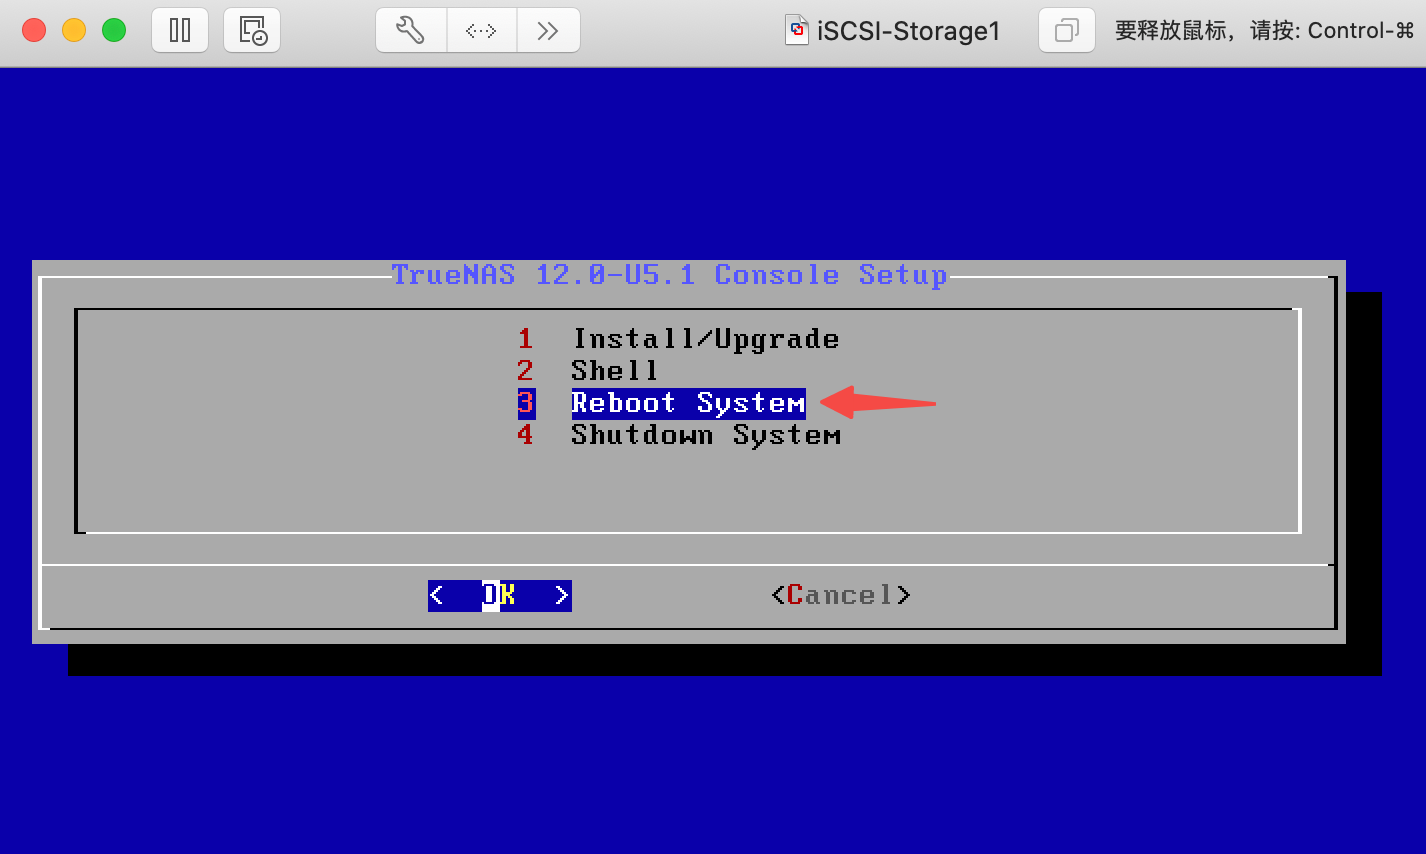 iSCSI-Storage1 要释放鼠标，请按: Control-⌘
TrueNAS 12.0-U5.1 Console Setup
1 Install/Upgrade
2 Shell
3 Reboot System
4 Shutdown System
< OK > <Cancel>